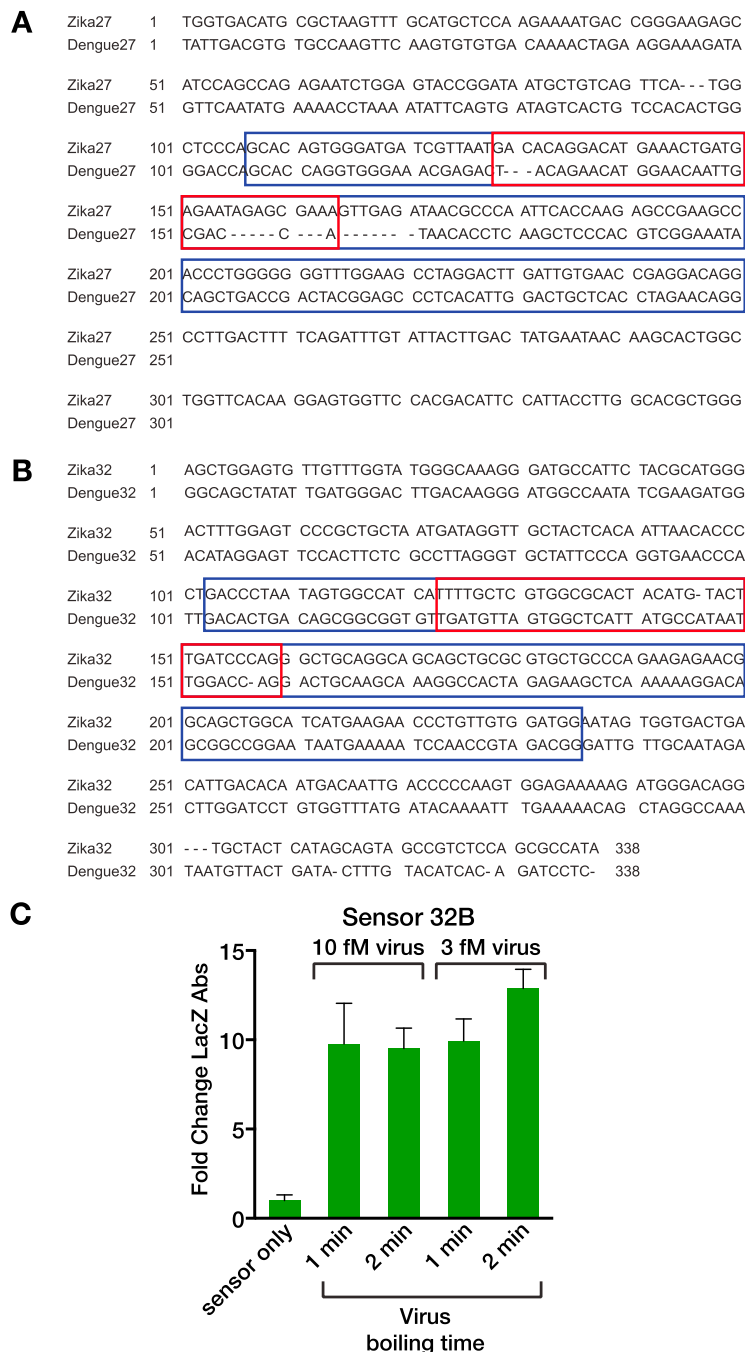 A
Zika27 1 TGGTGACATG CGCTAAGTTT GCATGCTCCA AGAAAATGAC CGGGAAGAGC
Dengue27 1 TATTGACGTG TGCCAAGTTC AAGTGTGTGA CAAAACTAGA AGGAAAGATA
Zika27 51 ATCCAGCCAG AGAATCTGGA GTACCGGATA ATGCTGTCAG TTCA---TGG
Dengue27 51 GTTCAATATG AAAACCTAAA ATATTCAGTG ATAGTCACTG TCCACACTGG
Zika27 101 CTCCCAGCAC AGTGGGATGA TCGTTAATGA CACAGGACAT GAAACTGATG
Dengue27 101 GGACCAGCAC CAGGTGGGAA ACGAGACT-- -ACAGAACAT GGAACAATTG
Zika27 151 AGAATAGAGC GAAAGTTGAG ATAACGCCCA ATTCACCAAG AGCCGAAGCC
Dengue27 151 CGAC-----C---A------ -TAACACCTC AAGCTCCCAC GTCGGAAATA
Zika27 201 ACCCTGGGGG GGTTTGGAAG CCTAGGACTT GATTGTGAAC CGAGGACAGG
Dengue27 201 CAGCTGACCG ACTACGGAGC CCTCACATTG GACTGCTCAC CTAGAACAGG
Zika27 251 CCTTGACTTT TCAGATTTGT ATTACTTGAC TATGAATAAC AAGCACTGGC
Dengue27 251
Zika27 301 TGGTTCACAA GGAGTGGTTC CACGACATTC CATTACCTTG GCACGCTGGG
Dengue27 301
B
Zika32 1 AGCTGGAGTG TTGTTTGGTA TGGGCAAAGG GATGCCATTC TACGCATGGG
Dengue32 1 GGCAGCTATAT TGATGGGAC TTGACAAGGG ATGGCCAATA TCGAAGATGG
Zika32 51 ACTTTGGAGT CCCGCTGCTA ATGATAGGTT GCTACTCACA ATTAACACCC
Dengue32 51 ACATAGGAGT TCCACTTCTC GCCTTAGGGT GCTATTCCCA GGTGAACCCA
Zika32 101 CTGACCCTAA TAGTGGCCAT CATTTTGCTC GTGGCGCACT ACATG-TACT
Dengue32 101 TTGACACTGA CAGCGGCGGT GTTGATGTTA GTGGCTCATT ATGCCATAAT
Zika32 151 TGATCCCAGG GCTGCAGGCA GCAGCTGCGC GTGCTGCCCA GAAGAGAACG
Dengue32 151 TGGACC-AGG ACTGCAAGCA AAGGCCACTA GAGAAGCTCA AAAAAGGACA
Zika32 201 GCAGCTGGCA TCATGAAGAA CCCTGTTGTG GATGGAATAG TGGTGACTGA
Dengue32 201 GCGGCCGGAA TAATGAAAAA TCCAACCGTA GACGGGATTG TTGCAATAGA
Zika32 251 CATTGACACA ATGACAATTG ACCCCCAAGT GGAGAAAAAG ATGGGACAGG
Dengue32 251 CTTGGATCCT GTGGTTTATG ATACAAAATT TGAAAAACAG CTAGGCCAAA
Zika32 301 ---TGCTACT CATAGCAGTA GCCGTCTCCA GCGCCATA 338
Dengue32 301 TAATGTTACT GATA-CTTTG TACATCAC-A GATCCTC- 338
C
Sensor 32B
10 fM virus 3 fM virus
Fold Change LacZ Abs
15
10
5
0
sensor only 1 min 2 min 1 min 2 min
Virus
boiling time